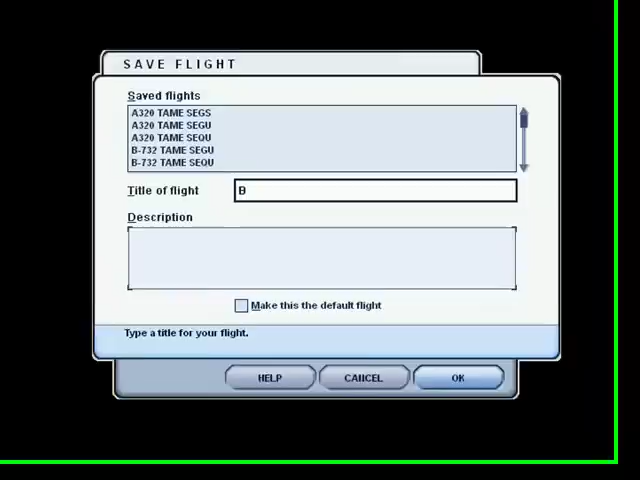 SAVE FLIGHT
Saved flights
A320 TAME SEGS
A320 TAME SEGU
A320 TAME SEQU
B-732 TAME SEGU
B-732 TAME SEQU
Title of flight
B
Description
Make this the default flight
Type a title for your flight.
HELP
CANCEL
OK